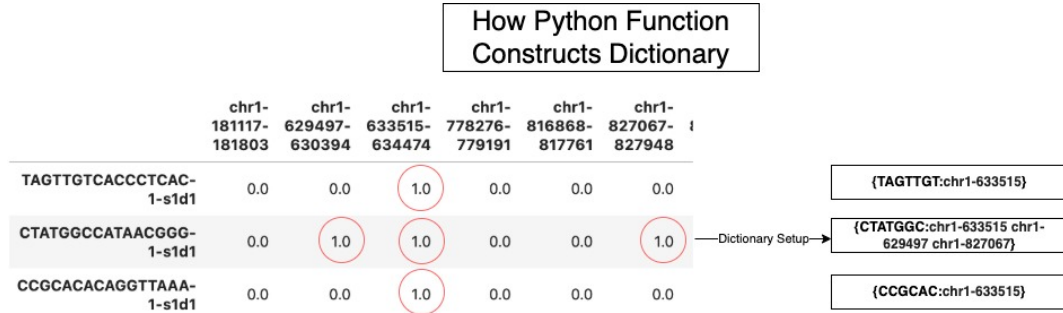 How Python Function
Constructs Dictionary
chr1- chr1- chr1- chr1- chr1- chr1-
181117- 629497- 633515- 778276- 816868- 827067-
181803 630394 634474 779191 817761 827948
TAGTTGTCACCCTCAC-
1-s1d1
0.0 0.0 1.0 0.0 0.0 0.0
{TAGTTGT:chr1-633515}
CTATGGCCATAACGGG-
1-s1d1
0.0 1.0 1.0 0.0 0.0 1.0
Dictionary Setup
{CTATGGC:chr1-633515 chr1-
629497 chr1-827067}
CCGCACACAGGTTAAA-
1-s1d1
0.0 0.0 1.0 0.0 0.0 0.0
{CCGCAC:chr1-633515}